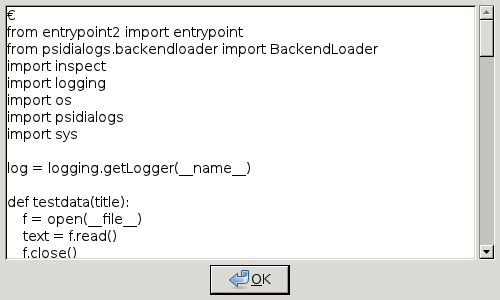 €
from entrypoint2 import entrypoint
from psidialogs.backendloader import BackendLoader
import inspect
import logging
import os
import psidialogs
import sys

log = logging.getLogger(__name__)

def testdata(title):
    f = open(__file__)
    text = f.read()
    f.close()
OK